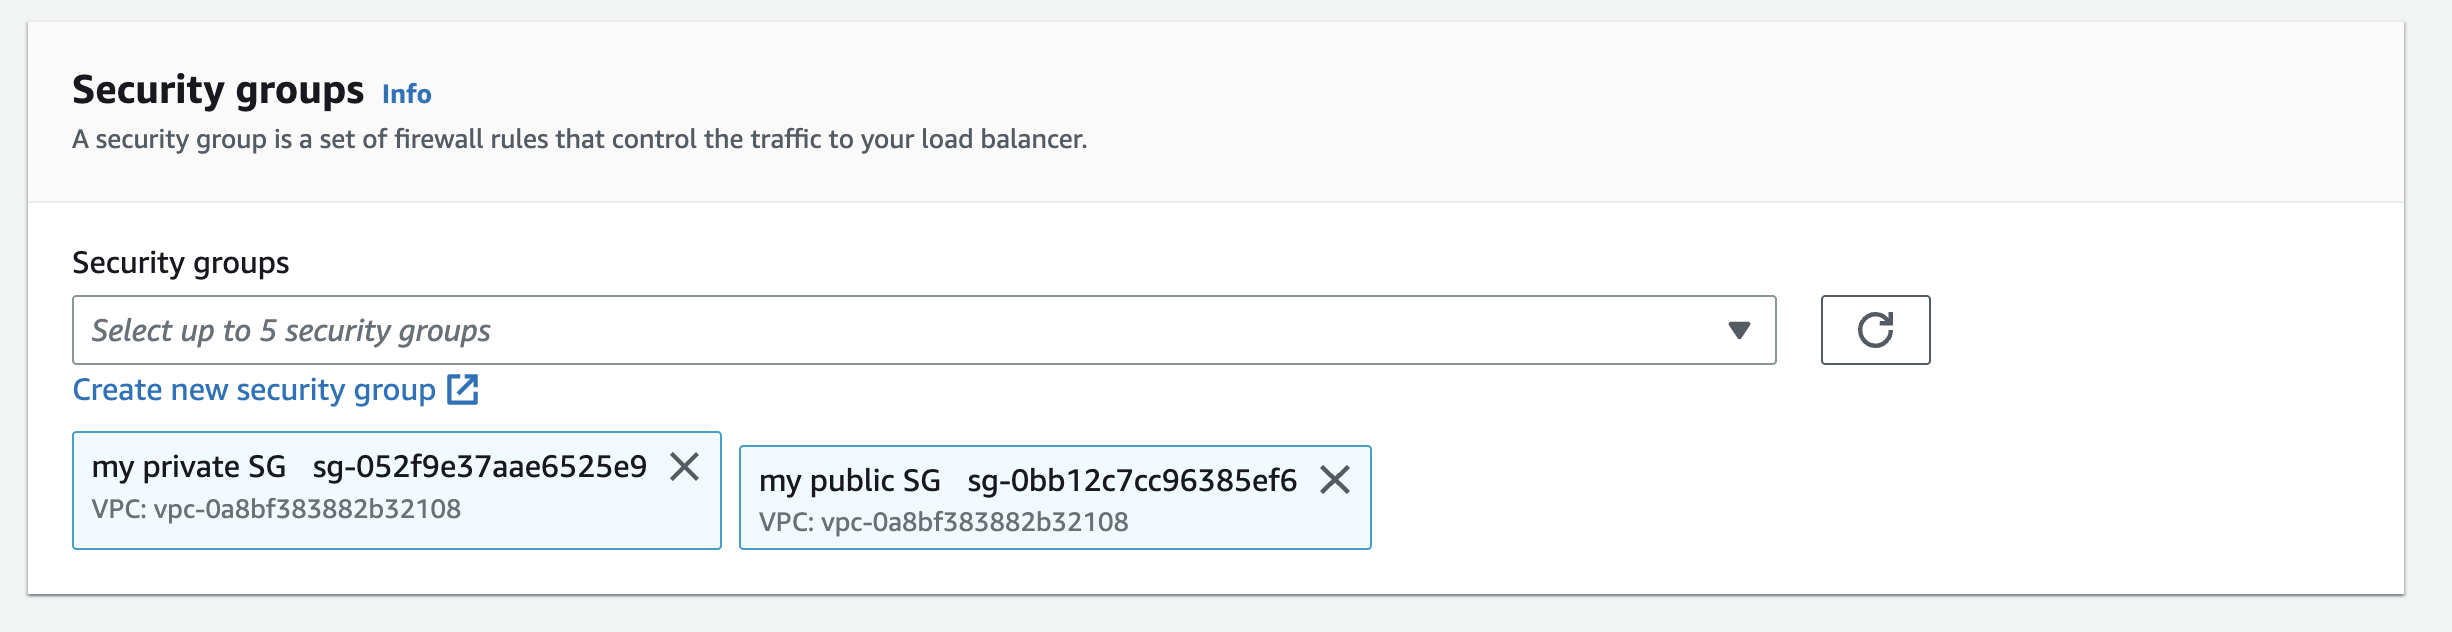 Security groups Info
A security group is a set of firewall rules that control the traffic to your load balancer.
Security groups
Select up to 5 security groups
Create new security group
my private SG sg-052f9e37aae6525e9
VPC: vpc-0a8bf383882b32108
my public SG sg-0bb12c7cc96385ef6
VPC: vpc-0a8bf383882b32108